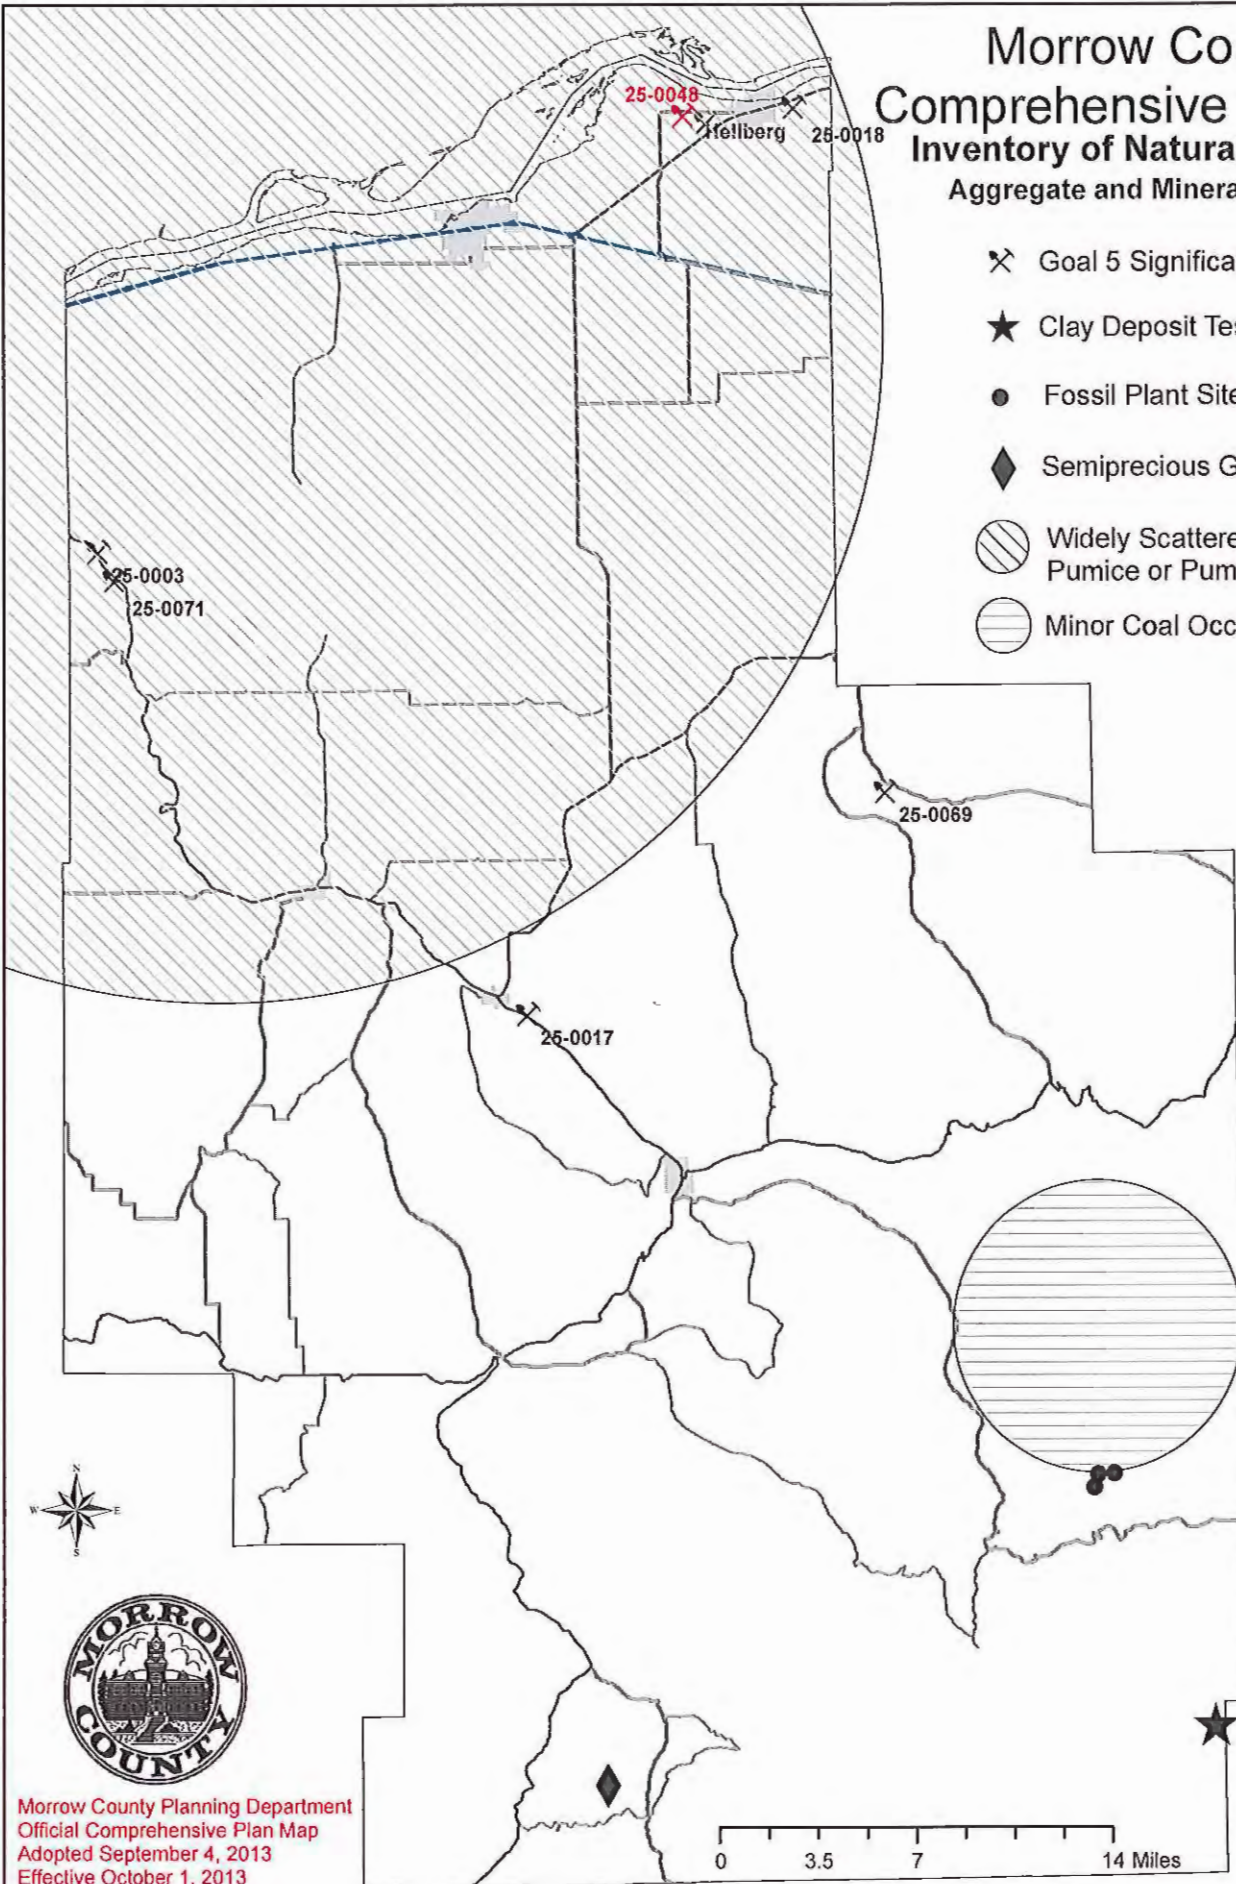 Morrow Co
Comprehensive
Inventory of Natura
Aggregate and Minera
Goal 5 Significa
Clay Deposit Tes
Fossil Plant Site
Semiprecious G
Widely Scattere
Pumice or Pum
Minor Coal Occ
25-0048
Hellberg
25-0018
25-0003
25-0071
25-0069
25-0017
N
W
E
S
MORROW
COUNTY
Morrow County Planning Department
Official Comprehensive Plan Map
Adopted September 4, 2013
Effective October 1, 2013
0 3.5 7 14 Miles